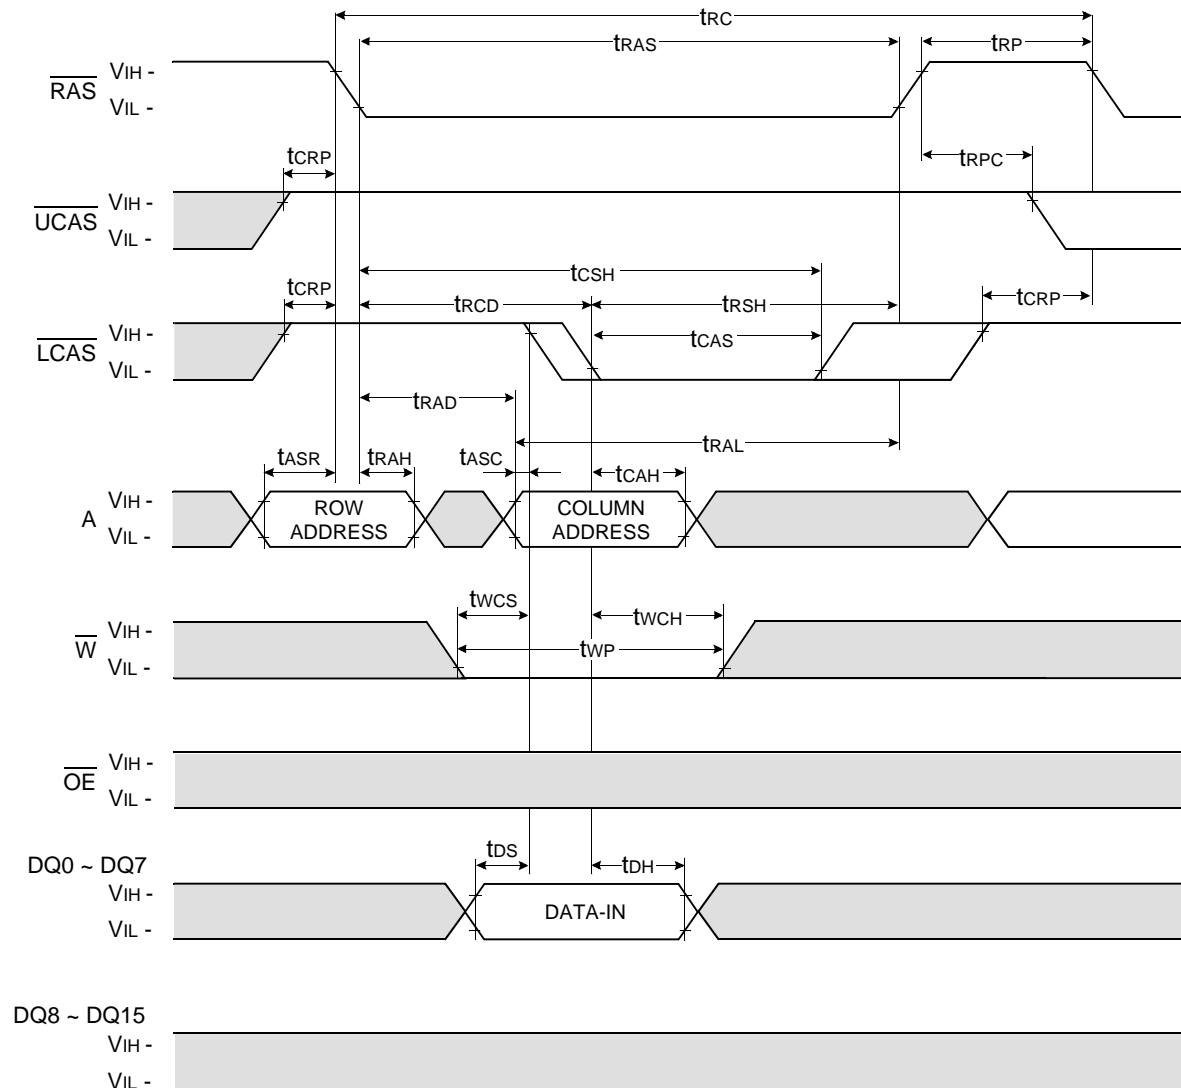 tRC
tRAS
tRP
RAS
VIH -
VIL -
tCRP
tRPC
UCAS
VIH -
VIL -
tCSH
tCRP
tRCD
tRSH
tCRP
LCAS
VIH -
VIL -
tCAS
tRAD
tRAL
tASR
tRAH
tASC
tCAH
A
VIH -
VIL -
ROW
ADDRESS
COLUMN
ADDRESS
tWCS
tWCH
W
VIH -
VIL -
tWP
OE
VIH -
VIL -
tDS
tDH
DQ0 ~ DQ7
VIH -
VIL -
DATA-IN
DQ8 ~ DQ15
VIH -
VIL -